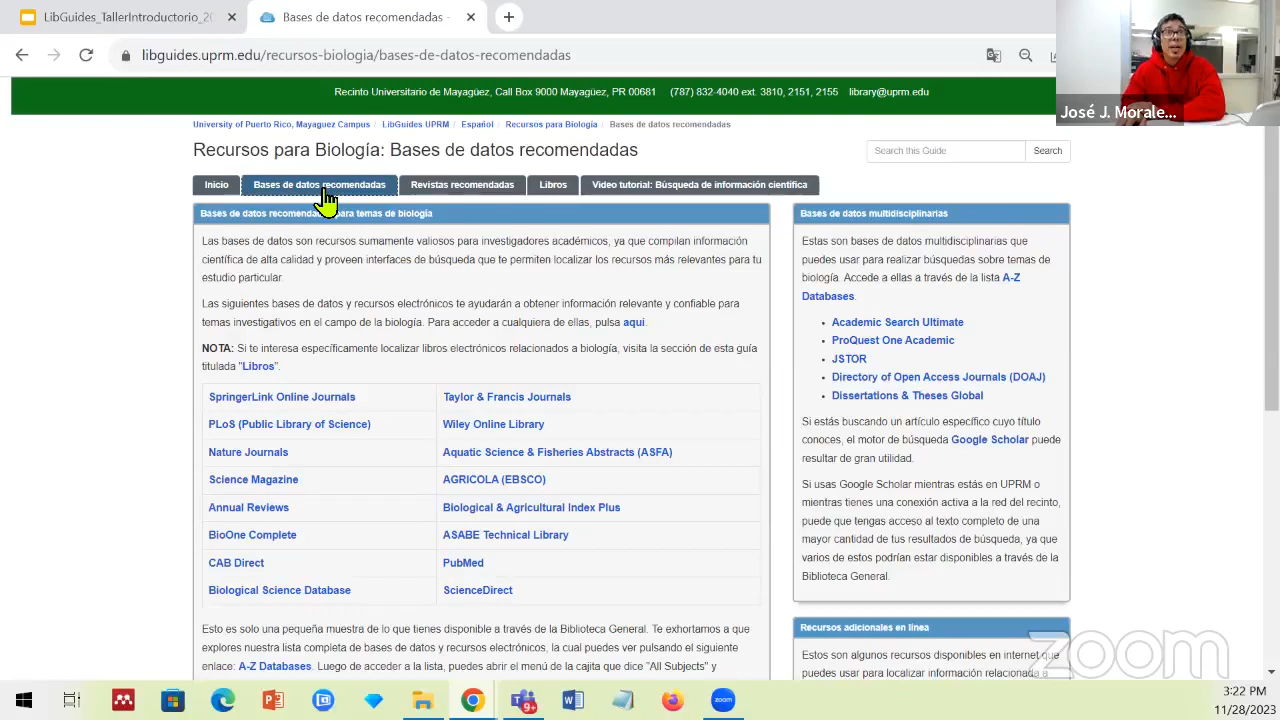 LibGuides_TallerIntroductorio_20
Bases de datos recomendadas -
libguides.uprm.edu/recursos-biologia/bases-de-datos-recomendadas
José J. Morale...
Recinto Universitario de Mayagüez, Call Box 9000 Mayagüez, PR 00681 (787) 832-4040 ext. 3810, 2151, 2155 library@uprm.edu
University of Puerto Rico, Mayaguez Campus / LibGuides UPRM / Español / Recursos para Biología / Bases de datos recomendadas
Recursos para Biología: Bases de datos recomendadas
Search this Guide Search
Inicio Bases de datos recomendadas Revistas recomendadas Libros Video tutorial: Búsqueda de información científica
Bases de datos recomendadas para temas de biología
Las bases de datos son recursos sumamente valiosos para investigadores académicos, ya que compilan información
científica de alta calidad y proveen interfaces de búsqueda que te permiten localizar los recursos más relevantes para tu
estudio particular.
Las siguientes bases de datos y recursos electrónicos te ayudarán a obtener información relevante y confiable para
temas investigativos en el campo de la biología. Para acceder a cualquiera de ellas, pulsa aquí.
NOTA: Si te interesa específicamente localizar libros electrónicos relacionados a biología, visita la sección de esta guía
titulada "Libros".
SpringerLink Online Journals Taylor & Francis Journals
PLoS (Public Library of Science) Wiley Online Library
Nature Journals Aquatic Science & Fisheries Abstracts (ASFA)
Science Magazine AGRICOLA (EBSCO)
Annual Reviews Biological & Agricultural Index Plus
BioOne Complete ASABE Technical Library
CAB Direct PubMed
Biological Science Database ScienceDirect
Esto es solo una pequeña muestra de lo que tienes disponible a través de la Biblioteca General. Te exhortamos a que
explores nuestra lista completa de bases de datos y recursos electrónicos, la cual puedes ver pulsando el siguiente
enlace: A-Z Databases. Luego de acceder a la lista, puedes abrir el menú de la cajita que dice "All Subjects" y
Bases de datos multidisciplinarias
Estas son bases de datos multidisciplinarias que
puedes usar para realizar búsquedas sobre temas de
biología. Accede a ellas a través de la lista A-Z
Databases.
• Academic Search Ultimate
• ProQuest One Academic
• JSTOR
• Directory of Open Access Journals (DOAJ)
• Dissertations & Theses Global
Si estás buscando un artículo específico cuyo título
conoces, el motor de búsqueda Google Scholar puede
resultar de gran utilidad.
Si usas Google Scholar mientras estás en UPRM o
mientras tienes una conexión activa a la red del recinto,
puede que tengas acceso al texto completo de una
mayor cantidad de tus resultados de búsqueda, ya que
varios de estos podrían estar disponibles a través de la
Biblioteca General.
Recursos adicionales en línea
Estos son algunos recursos disponibles en internet que
puedes usar para localizar información relacionada a
zoom
9+
zoom
3:22 PM
11/28/2023